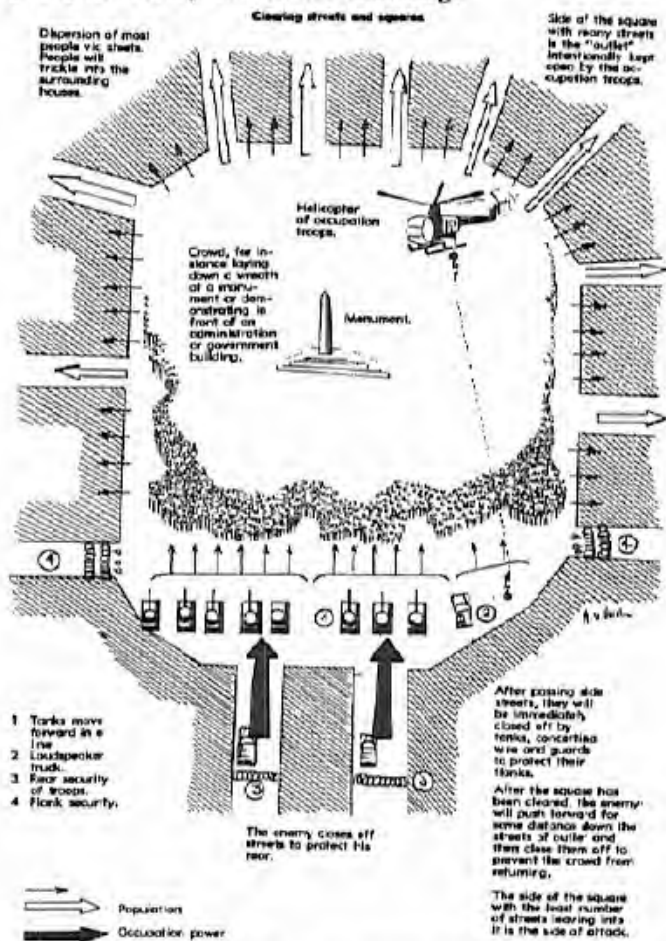 Clearing streets and squares
Dispersion of most
people via streets.
People will
trickle into the
surrounding
houses.
Side of the square
with many streets
is the "outlet"
intentionally kept
open by the oc-
cupation troops.
Helicopter
of occupation
troops.
Crowd, for in-
stance laying
down a wreath
at a monu-
ment or dem-
onstrating in
front of an
administration
or government
building.
Monument.
4
4
1
2
3
3
1 Tanks move
forward in a
line
2 Loudspeaker
truck.
3 Rear security
of troops.
4 Flank security.
The enemy closes off
streets to protect his
rear.
After passing side
streets, they will
be immediately
closed off by
tanks, concertina
wire and guards
to protect their
flanks.
After the square has
been cleared, the enemy
will push forward for
some distance down the
streets of outlet and
then close them off to
prevent the crowd from
returning.
The side of the square
with the least number
of streets leaving into
it is the side of attack.
Population
Occupation power